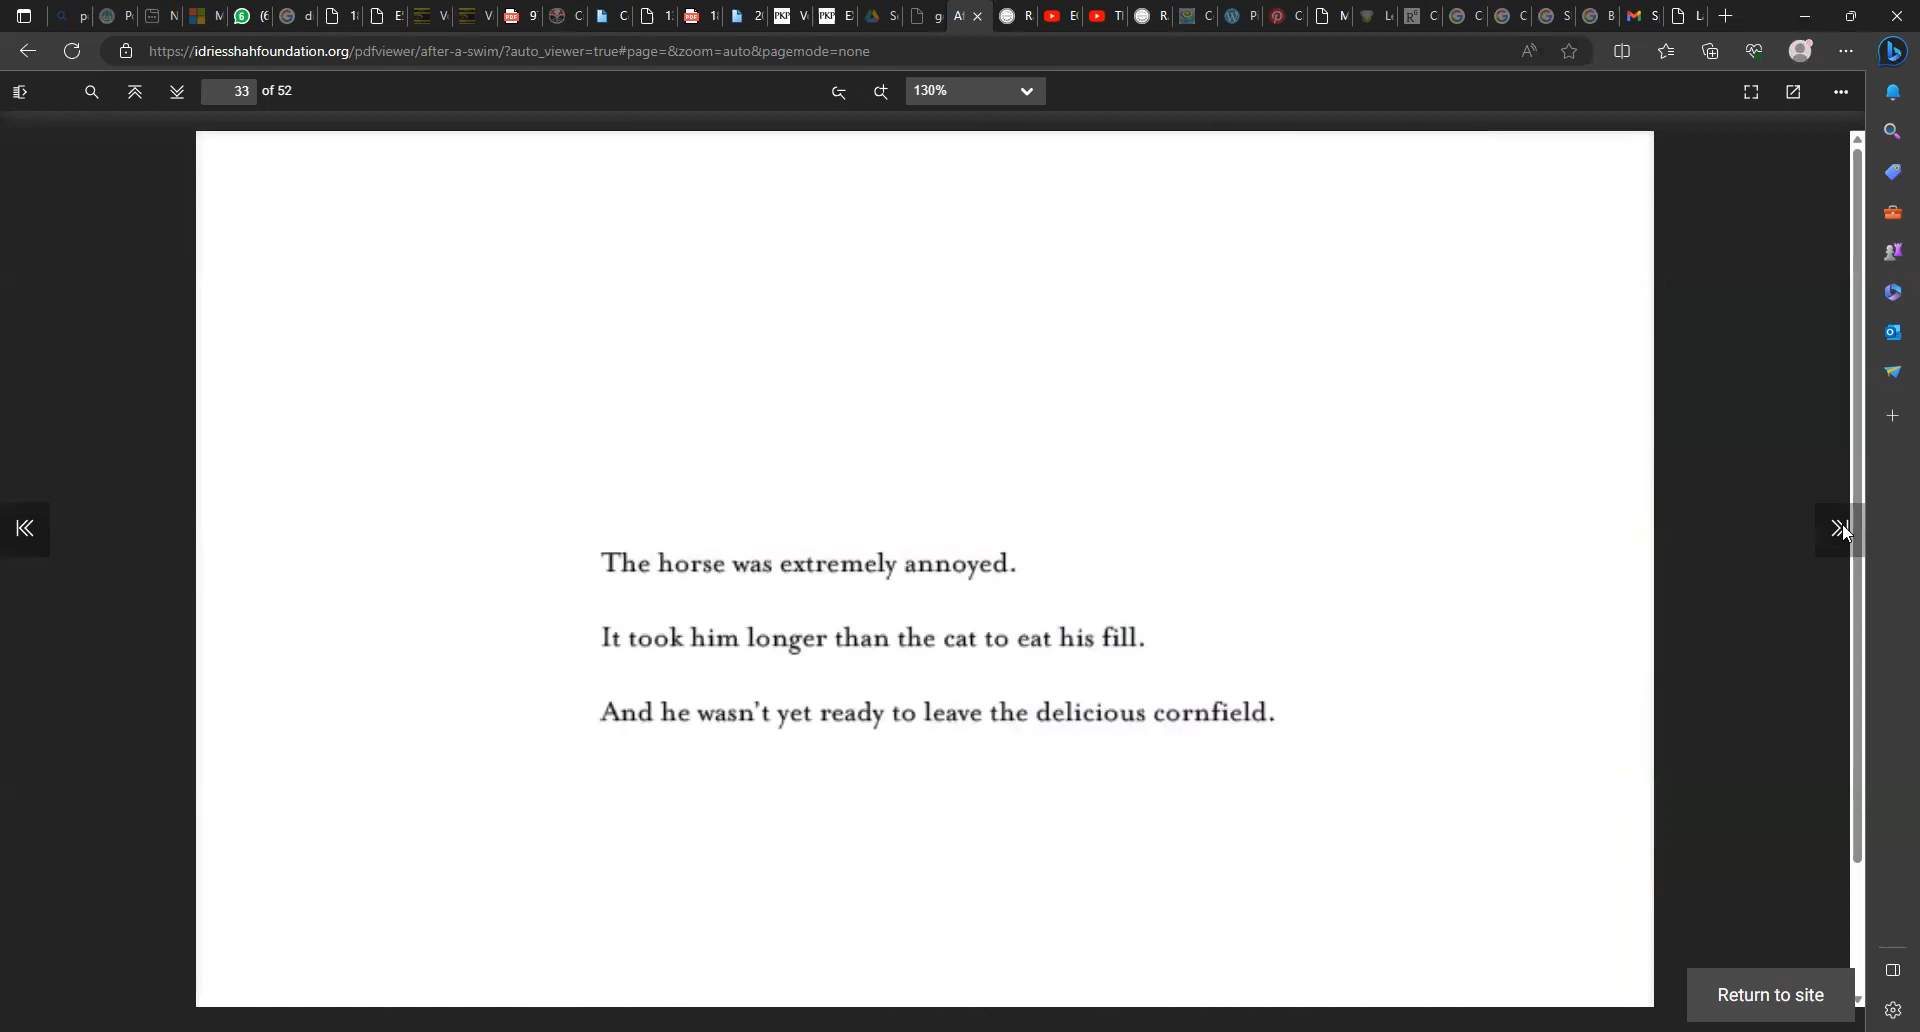 https://idriesshahfoundation.org/pdfviewer/after-a-swim/?auto_viewer=true#page=&zoom=auto&pagemode=none
33 of 52
130%
The horse was extremely annoyed.
It took him longer than the cat to eat his fill.
And he wasn't yet ready to leave the delicious cornfield.
Return to site